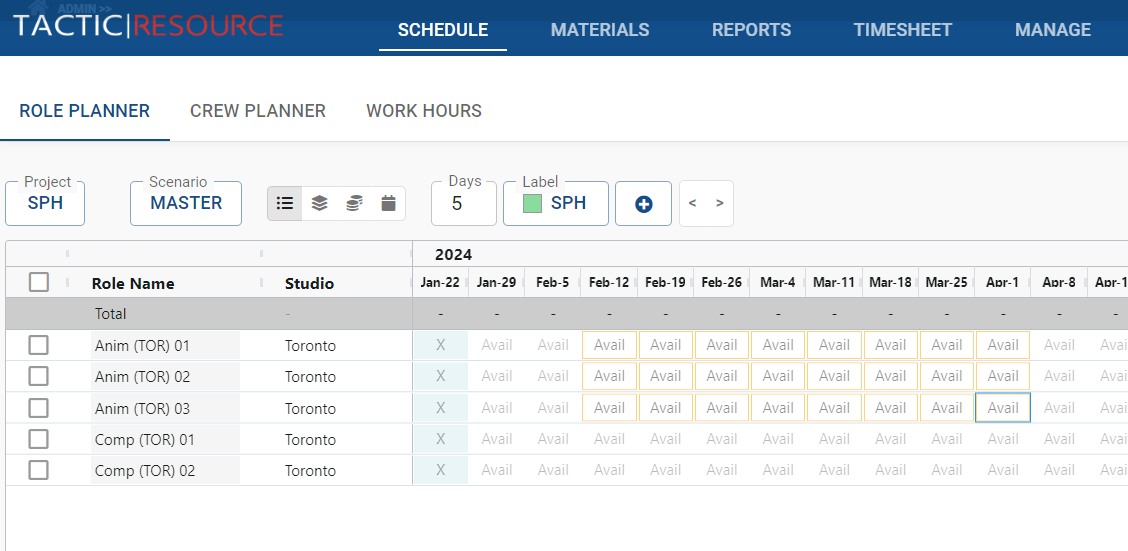 ADMIN >>
TACTIC|RESOURCE SCHEDULE MATERIALS REPORTS TIMESHEET MANAGE
ROLE PLANNER CREW PLANNER WORK HOURS
Project Scenario Days Label
SPH MASTER 5 SPH < >
2024
Role Name Studio Jan-22 Jan-29 Feb-5 Feb-12 Feb-19 Feb-26 Mar-4 Mar-11 Mar-18 Mar-25 Apr-1 Apr-8 Apr-1
Total - - - - - - - - - - - - - -
Anim (TOR) 01 Toronto X Avail Avail Avail Avail Avail Avail Avail Avail Avail Avail Avail Avai
Anim (TOR) 02 Toronto X Avail Avail Avail Avail Avail Avail Avail Avail Avail Avail Avail Avai
Anim (TOR) 03 Toronto X Avail Avail Avail Avail Avail Avail Avail Avail Avail Avail Avail Avai
Comp (TOR) 01 Toronto X Avail Avail Avail Avail Avail Avail Avail Avail Avail Avail Avail Avai
Comp (TOR) 02 Toronto X Avail Avail Avail Avail Avail Avail Avail Avail Avail Avail Avail Avai